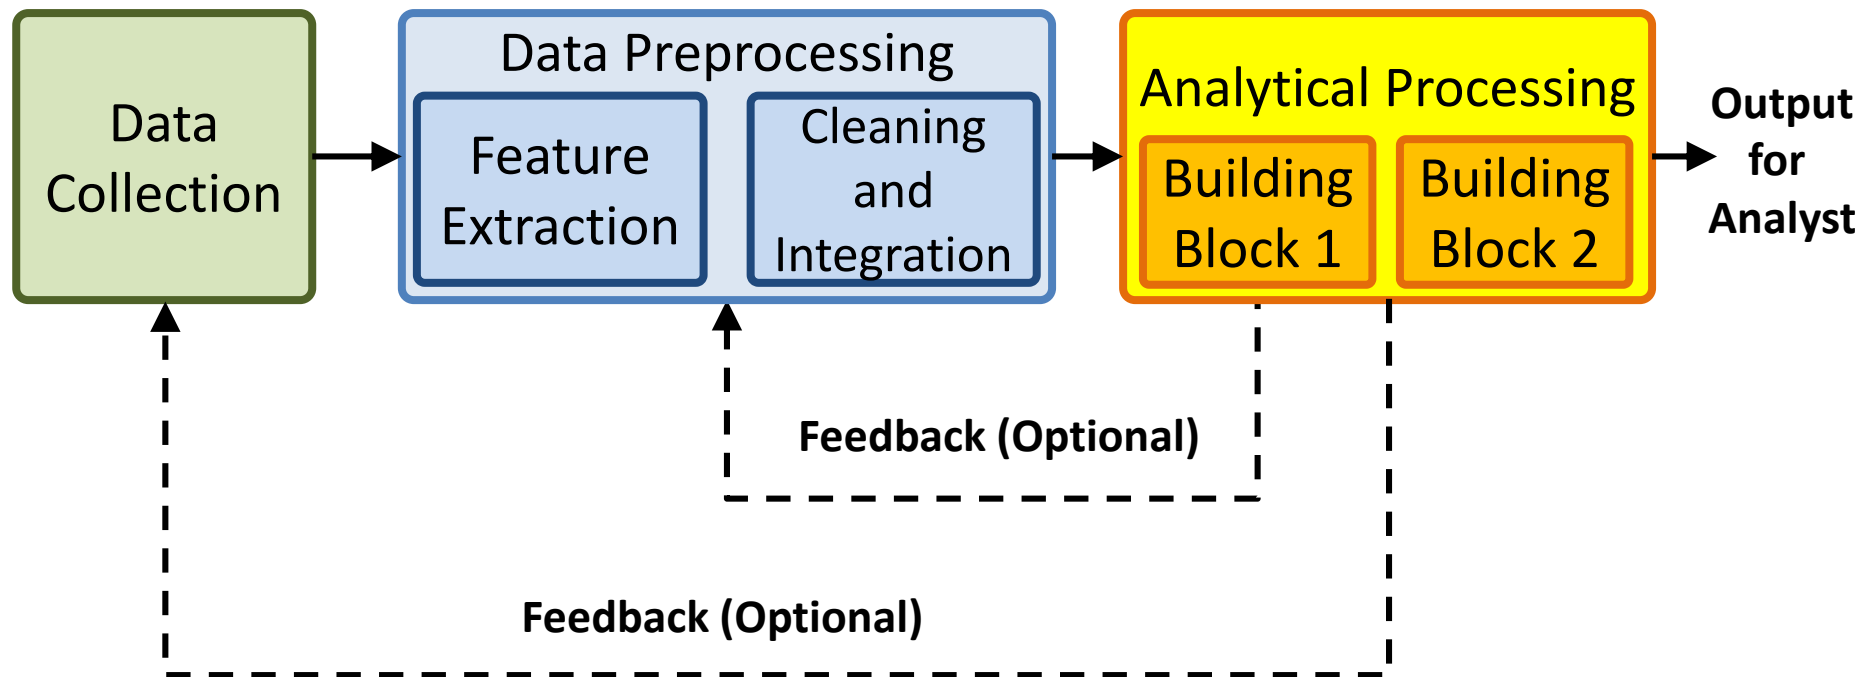 Data
Collection
Data Preprocessing
Feature
Extraction
Cleaning
and
Integration
Analytical Processing
Building
Block 1
Building
Block 2
Output
for
Analyst
Feedback (Optional)
Feedback (Optional)